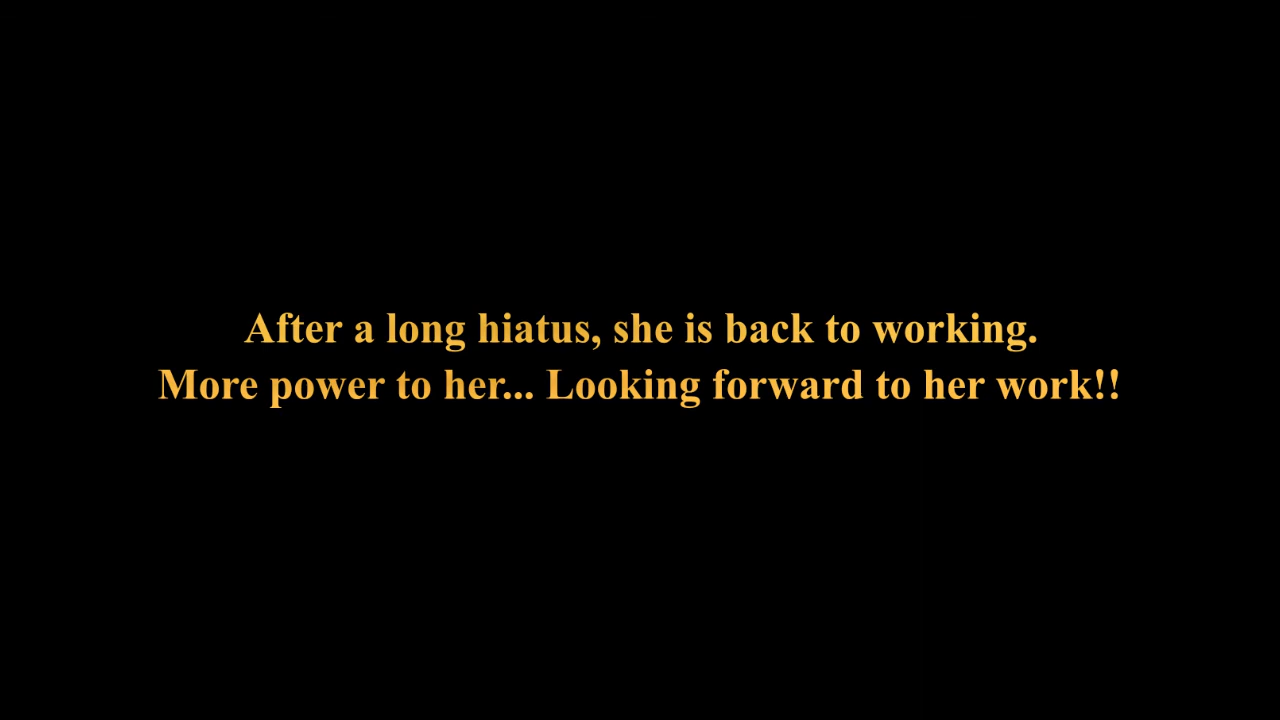 After a long hiatus, she is back to working.
More power to her... Looking forward to her work!!